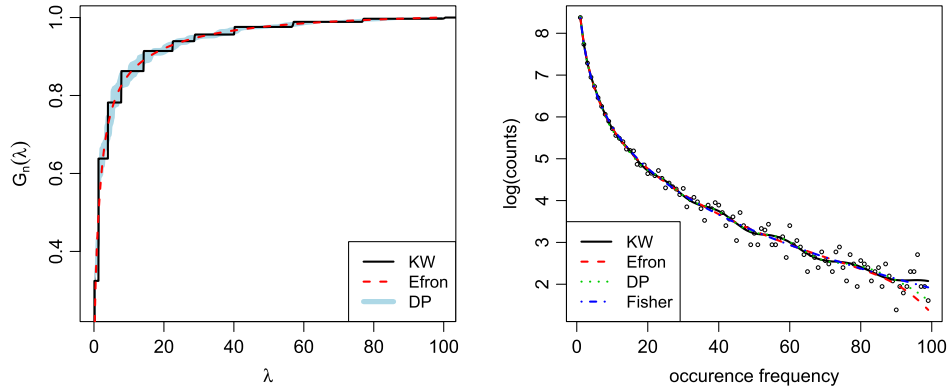 Gn(λ)
0.4 0.6 0.8 1.0
0 20 40 60 80 100
λ
KW
Efron
DP
log(counts)
2 3 4 5 6 7 8
0 20 40 60 80 100
occurence frequency
KW
Efron
DP
Fisher